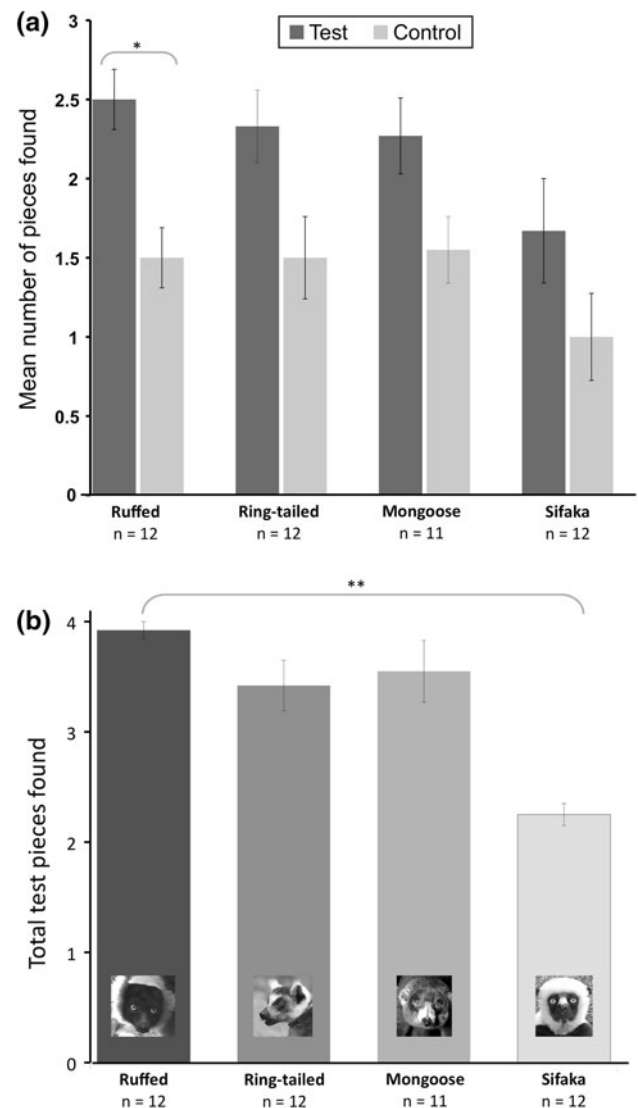 (a)
Test Control
*
Mean number of pieces found
3
2.5
2
1.5
1
0.5
0
Ruffed Ring-tailed Mongoose Sifaka
n = 12 n = 12 n = 11 n = 12
(b)
**
Total test pieces found
4
3
2
1
0
Ruffed Ring-tailed Mongoose Sifaka
n = 12 n = 12 n = 11 n = 12